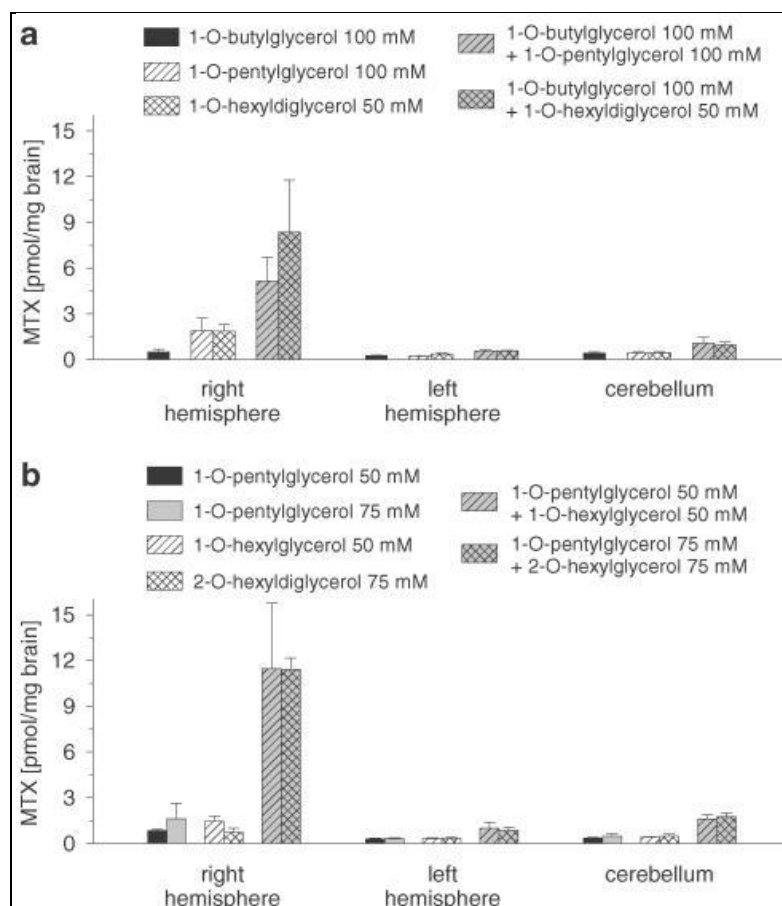 a
1-O-butylglycerol 100 mM
1-O-pentylglycerol 100 mM
1-O-hexyldiglycerol 50 mM
1-O-butylglycerol 100 mM
+ 1-O-pentylglycerol 100 mM
1-O-butylglycerol 100 mM
+ 1-O-hexyldiglycerol 50 mM
MTX [pmol/mg brain]
15
12
9
6
3
0
right
hemisphere
left
hemisphere
cerebellum
b
1-O-pentylglycerol 50 mM
1-O-pentylglycerol 75 mM
1-O-hexylglycerol 50 mM
2-O-hexyldiglycerol 75 mM
1-O-pentylglycerol 50 mM
+ 1-O-hexylglycerol 50 mM
1-O-pentylglycerol 75 mM
+ 2-O-hexylglycerol 75 mM
MTX [pmol/mg brain]
15
12
9
6
3
0
right
hemisphere
left
hemisphere
cerebellum